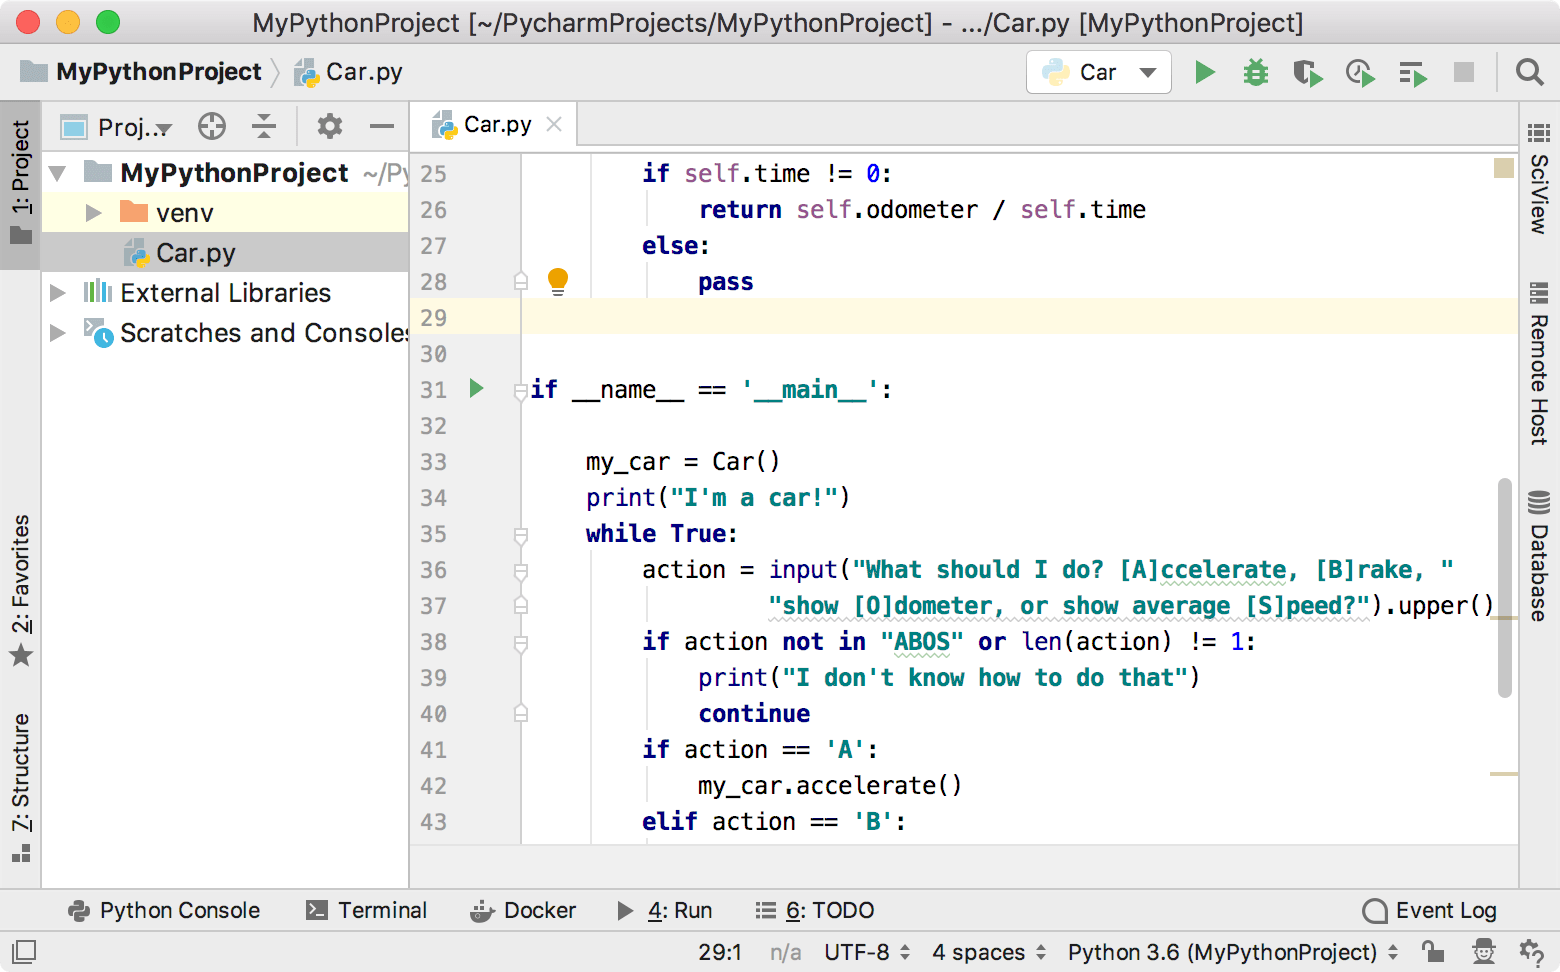 MyPythonProject [~/PycharmProjects/MyPythonProject] - .../Car.py [MyPythonProject]
MyPythonProject
Car.py
Car
1: Project
2: Favorites
7: Structure
Proj...
MyPythonProject ~/Py
venv
Car.py
External Libraries
Scratches and Consoles
Car.py
25 if self.time != 0:
26 return self.odometer / self.time
27 else:
28 pass
29
30
31 if __name__ == '__main__':
32
33 my_car = Car()
34 print("I'm a car!")
35 while True:
36 action = input("What should I do? [A]ccelerate, [B]rake, "
37 "show [O]dometer, or show average [S]peed?").upper()
38 if action not in "ABOS" or len(action) != 1:
39 print("I don't know how to do that")
40 continue
41 if action == 'A':
42 my_car.accelerate()
43 elif action == 'B':
SciView
Remote Host
Database
Python Console
Terminal
Docker
4: Run
6: TODO
Event Log
29:1 n/a UTF-8 4 spaces Python 3.6 (MyPythonProject)